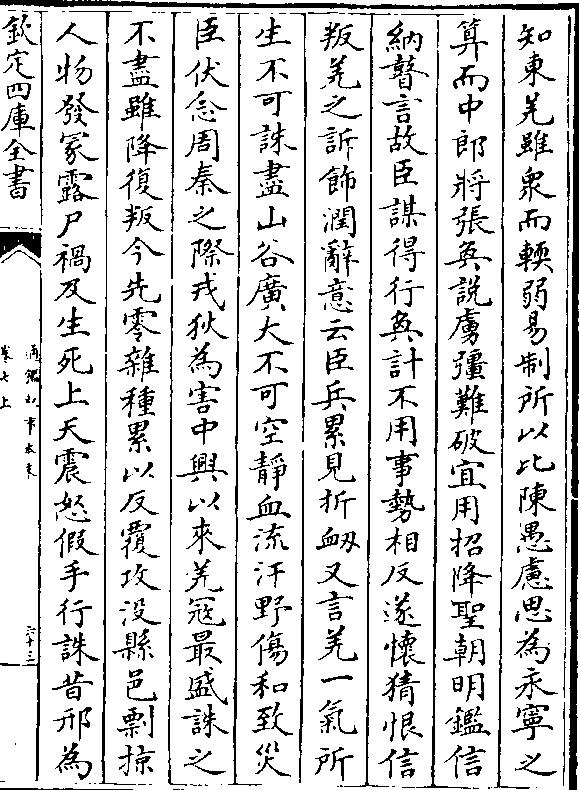 知東羌雖衆而輭弱易制所以比陳愚慮思為永寧之
算而中郎將張奐說虜彊難破宜用招降聖朝明鑑信
納瞽言故臣謀得行奐計不用事勢相反遂懷猜恨信
叛羌之訴飾潤辭意云臣兵累見折衂又言羌一氣所
生不可誅盡山谷廣大不可空靜血流汙野傷和致災
臣伏念周秦之際戎狄為害中興以來羌寇最盛誅之
不盡雖降復叛今先零雜種累以反覆攻没縣邑剽掠
人物發冢露尸禍及生死上天震怒假手行誅昔邢為
欽定四庫全書
通鑑紀事本末
卷七上
六十三